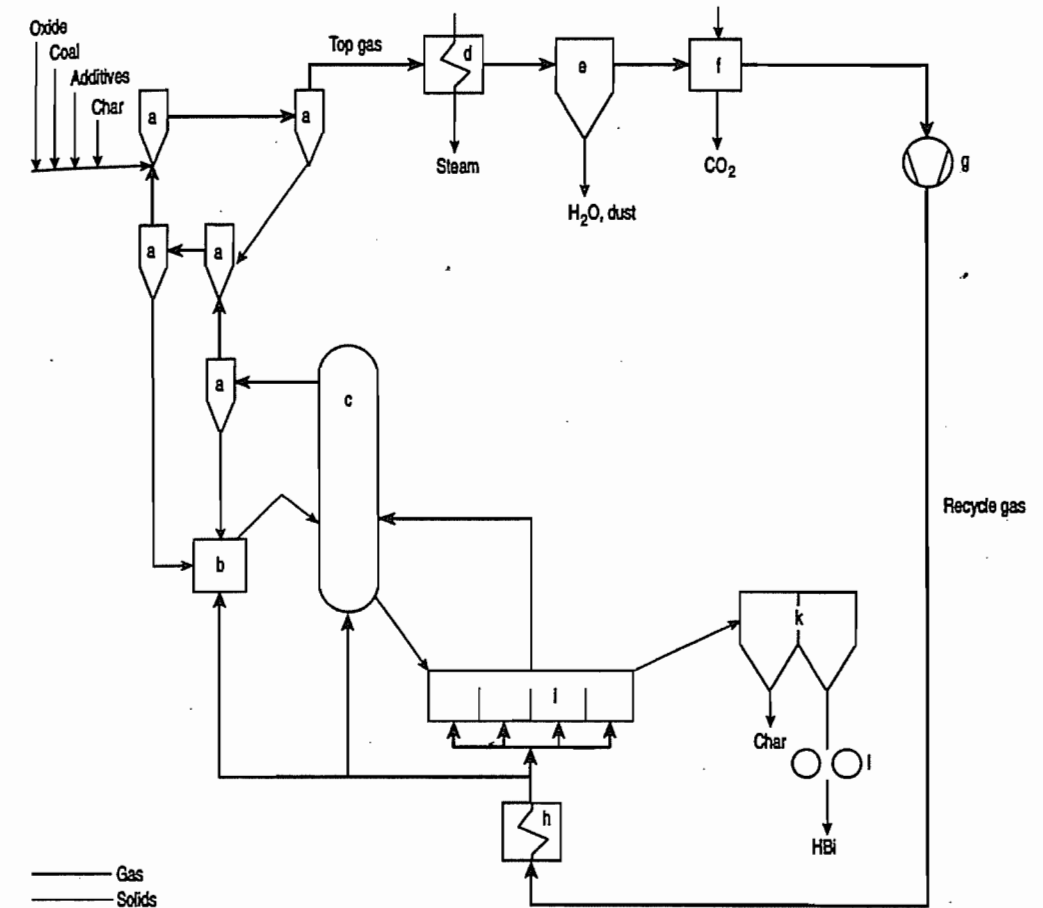 Oxide
Coal
Additives
Char
Top gas
a
a
d
e
f
Steam
CO2
H2O, dust
g
a
a
a
c
Recycle gas
b
k
i
Char
l
h
HBi
Gas
Solids